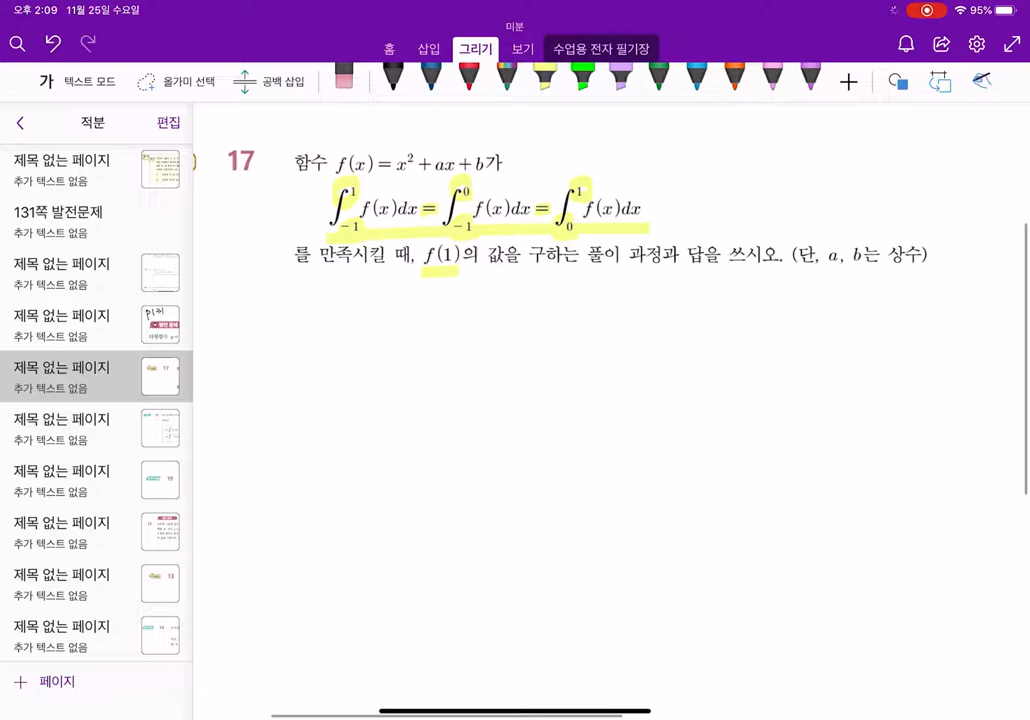 오후 2:09 11월 25일 수요일
95%
미분
홈 삽입 그리기 보기 수업용 전자 필기장
가 텍스트 모드 올가미 선택 공백 삽입
적분 편집
제목 없는 페이지
추가 텍스트 없음
131쪽 발전문제
제목 없는 페이지
추가 텍스트 없음
제목 없는 페이지
추가 텍스트 없음
제목 없는 페이지
추가 텍스트 없음
제목 없는 페이지
추가 텍스트 없음
제목 없는 페이지
추가 텍스트 없음
제목 없는 페이지
추가 텍스트 없음
제목 없는 페이지
추가 텍스트 없음
제목 없는 페이지
추가 텍스트 없음
페이지
17 함수 f(x) = x² + ax + b가
∫₋₁¹ f(x)dx = ∫₋₁⁰ f(x)dx = ∫₀¹ f(x)dx
를 만족시킬 때, f(1)의 값을 구하는 풀이 과정과 답을 쓰시오. (단, a, b는 상수)